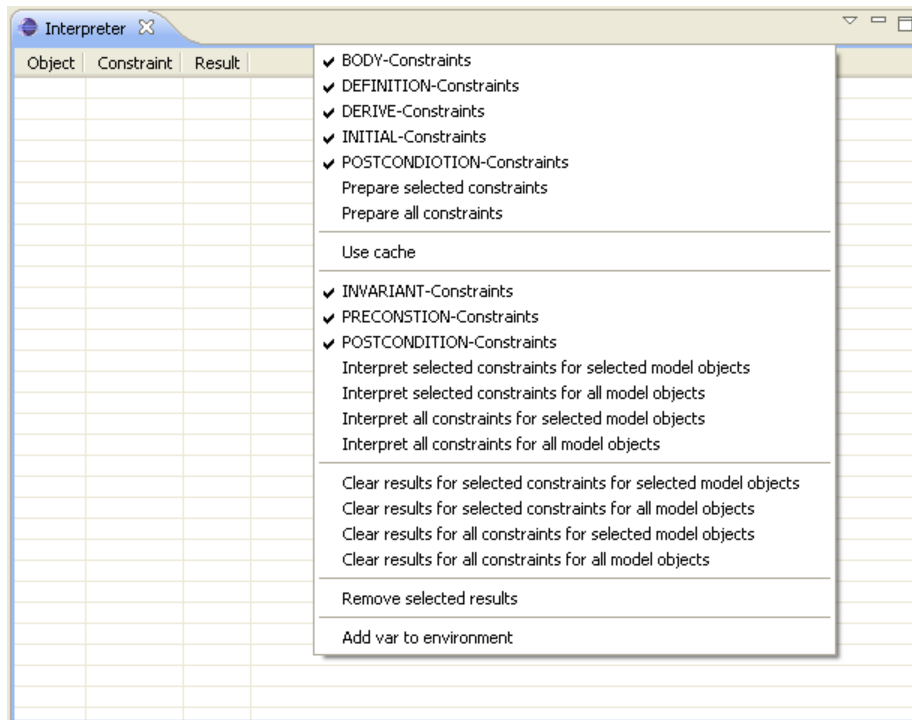 Interpreter
Object Constraint Result
BODY-Constraints
DEFINITION-Constraints
DERIVE-Constraints
INITIAL-Constraints
POSTCONDIOTION-Constraints
Prepare selected constraints
Prepare all constraints
Use cache
INVARIANT-Constraints
PRECONSTION-Constraints
POSTCONDITION-Constraints
Interpret selected constraints for selected model objects
Interpret selected constraints for all model objects
Interpret all constraints for selected model objects
Interpret all constraints for all model objects
Clear results for selected constraints for selected model objects
Clear results for selected constraints for all model objects
Clear results for all constraints for selected model objects
Clear results for all constraints for all model objects
Remove selected results
Add var to environment